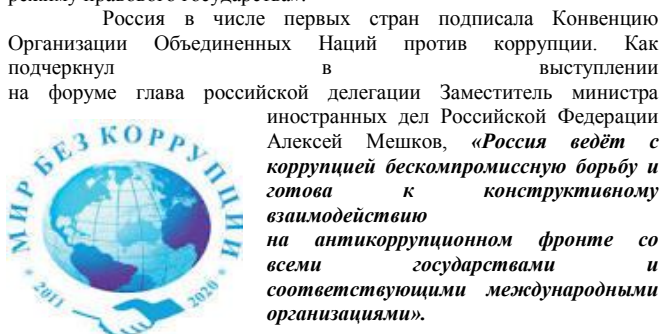 режиму правового государства».
Россия в числе первых стран подписала Конвенцию
Организации Объединенных Наций против коррупции. Как
подчеркнул в выступлении
на форуме глава российской делегации Заместитель министра
иностранных дел Российской Федерации
Алексей Мешков, «Россия ведёт с
коррупцией бескомпромиссную борьбу и
готова к конструктивному
взаимодействию
на антикоррупционном фронте со
всеми государствами и
соответствующими международными
организациями».
МИР БЕЗ КОРРУПЦИИ
* 2011 2020 *